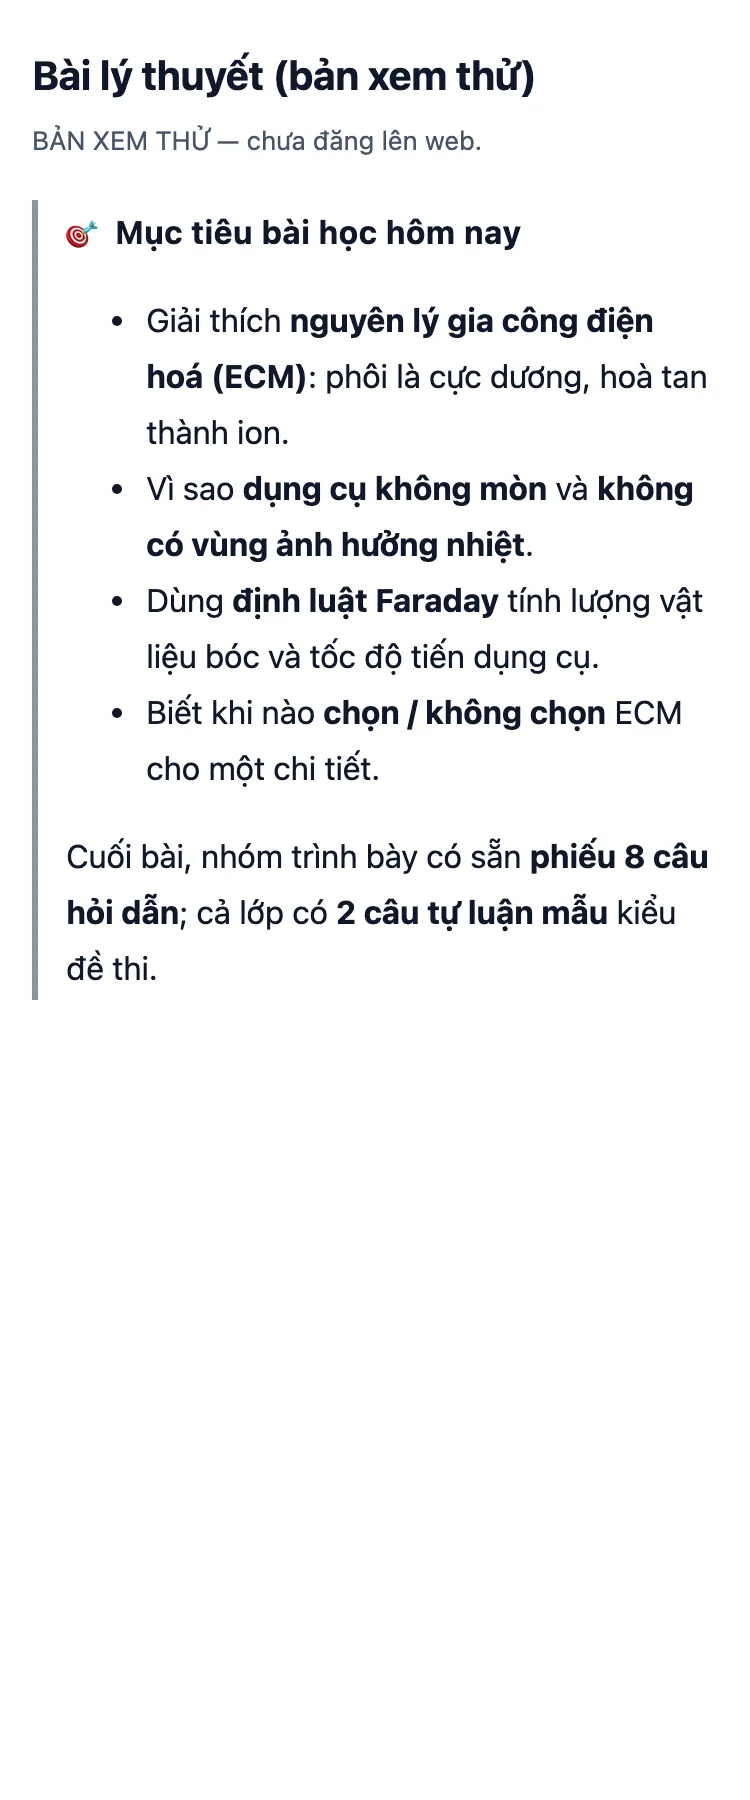 Bài lý thuyết (bản xem thử)
BẢN XEM THỬ — chưa đăng lên web.
🎯 Mục tiêu bài học hôm nay
• Giải thích nguyên lý gia công điện
hoá (ECM): phôi là cực dương, hoà tan
thành ion.
• Vì sao dụng cụ không mòn và không
có vùng ảnh hưởng nhiệt.
• Dùng định luật Faraday tính lượng vật
liệu bóc và tốc độ tiến dụng cụ.
• Biết khi nào chọn / không chọn ECM
cho một chi tiết.
Cuối bài, nhóm trình bày có sẵn phiếu 8 câu
hỏi dẫn; cả lớp có 2 câu tự luận mẫu kiểu
đề thi.